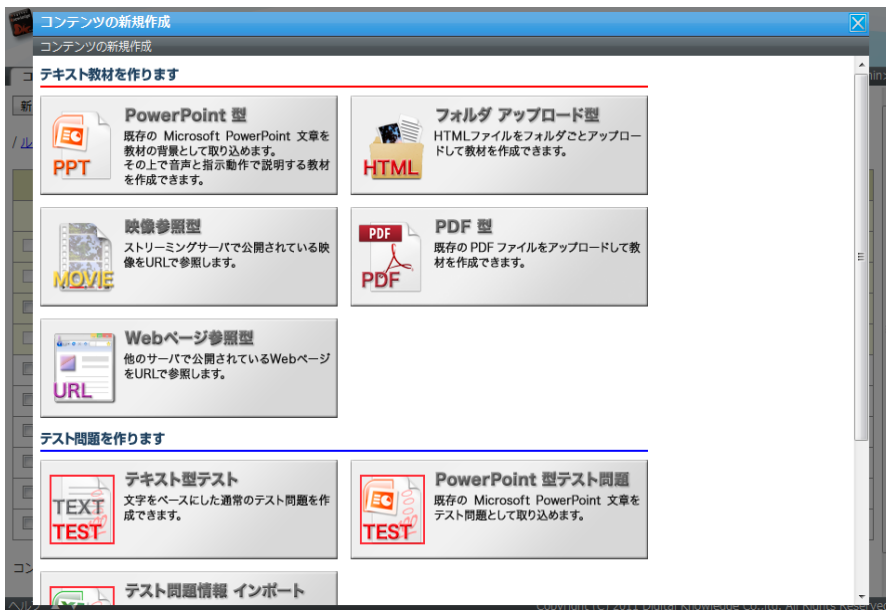 コンテンツの新規作成
コンテンツの新規作成
テキスト教材を作ります
PowerPoint 型
既存の Microsoft PowerPoint 文章を
教材の背景として取り込めます。
その上で音声と指示動作で説明する教材
を作成できます。
PPT
フォルダ アップロード型
HTMLファイルをフォルダごとアップロー
ドして教材を作成できます。
HTML
映像参照型
ストリーミングサーバで公開されている映
像をURLで参照します。
MOVIE
PDF 型
既存の PDF ファイルをアップロードして教
材を作成できます。
PDF
PDF
Webページ参照型
他のサーバで公開されているWebページ
をURLで参照します。
URL
テスト問題を作ります
テキスト型テスト
文字をベースにした通常のテスト問題を作
成できます。
TEXT
TEST
PowerPoint 型テスト問題
既存の Microsoft PowerPoint 文章を
テスト問題として取り込めます。
TEST
テスト問題情報 インポート